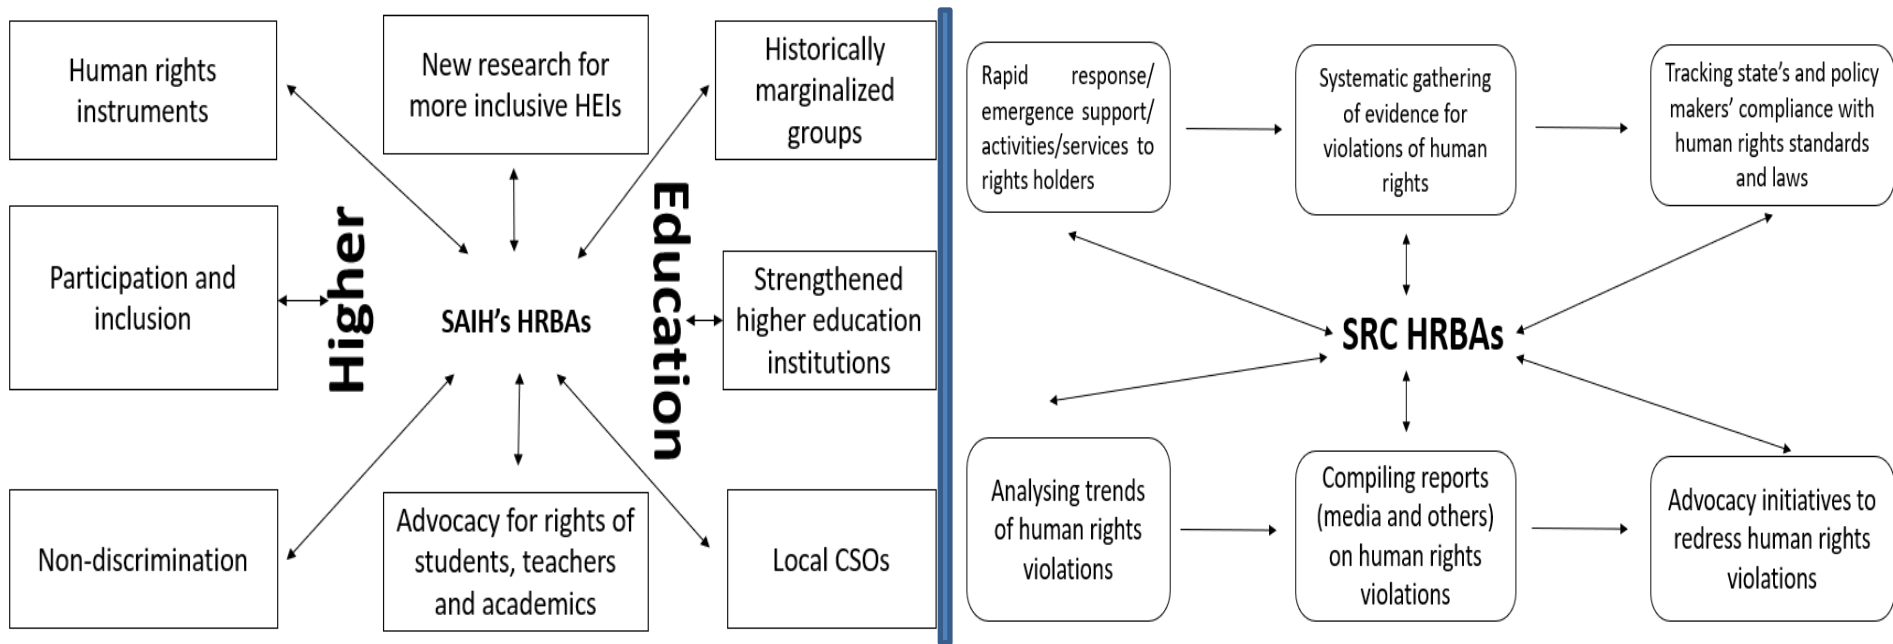 Human rights
instruments
New research for
more inclusive HEIs
Historically
marginalized
groups
Participation and
inclusion
Higher
SAIH’s HRBAs
Education
Strengthened
higher education
institutions
Non-discrimination
Advocacy for rights of
students, teachers
and academics
Local CSOs
Rapid response/
emergence support/
activities/services to
rights holders
Systematic gathering
of evidence for
violations of human
rights
Tracking state’s and policy
makers’ compliance with
human rights standards
and laws
SRC HRBAs
Analysing trends
of human rights
violations
Compiling reports
(media and others)
on human rights
violations
Advocacy initiatives to
redress human rights
violations